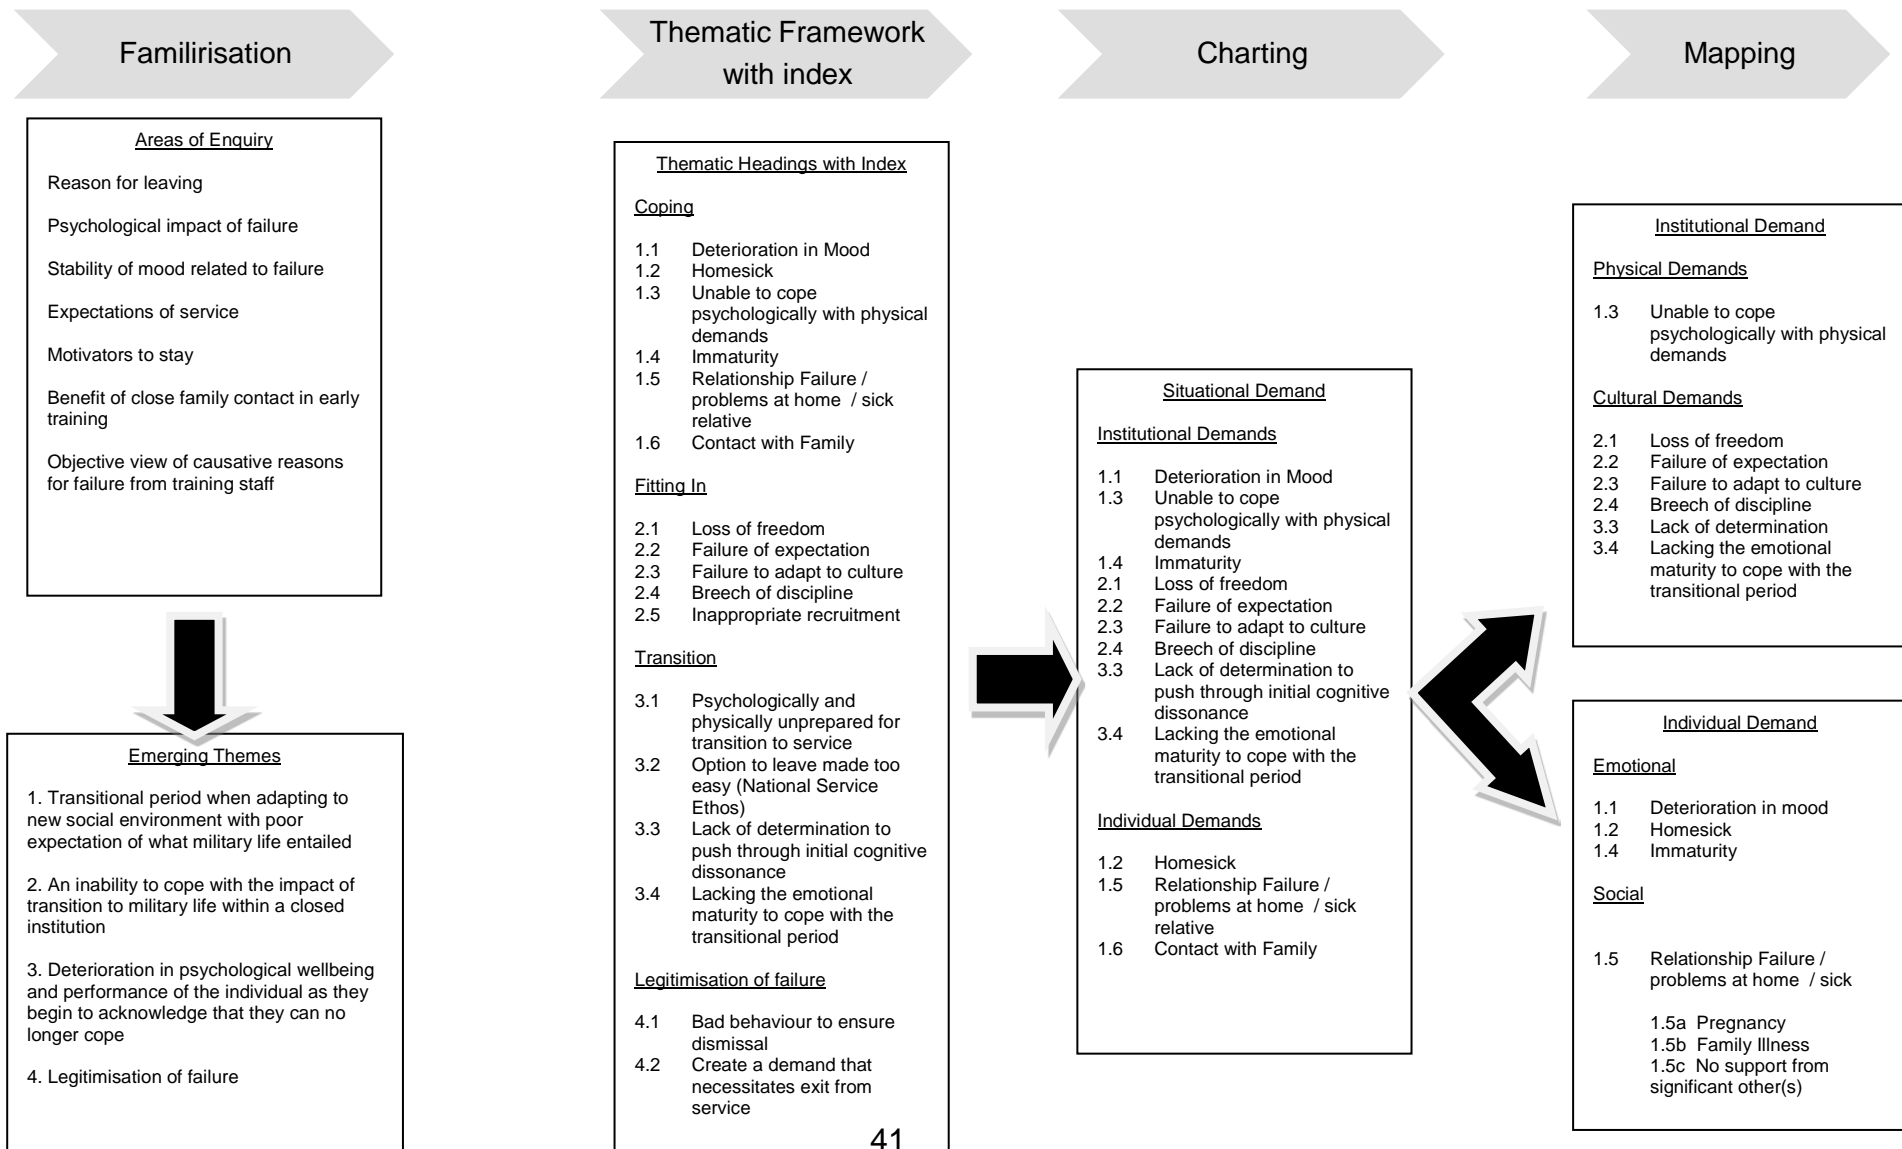 Familirisation
Areas of Enquiry
Reason for leaving
Psychological impact of failure
Stability of mood related to failure
Expectations of service
Motivators to stay
Benefit of close family contact in early
training
Objective view of causative reasons
for failure from training staff
Emerging Themes
1. Transitional period when adapting to
new social environment with poor
expectation of what military life entailed
2. An inability to cope with the impact of
transition to military life within a closed
institution
3. Deterioration in psychological wellbeing
and performance of the individual as they
begin to acknowledge that they can no
longer cope
4. Legitimisation of failure
Thematic Framework
with index
Thematic Headings with Index
Coping
1.1 Deterioration in Mood
1.2 Homesick
1.3 Unable to cope
psychologically with physical
demands
1.4 Immaturity
1.5 Relationship Failure /
problems at home / sick
relative
1.6 Contact with Family
Fitting In
2.1 Loss of freedom
2.2 Failure of expectation
2.3 Failure to adapt to culture
2.4 Breech of discipline
2.5 Inappropriate recruitment
Transition
3.1 Psychologically and
physically unprepared for
transition to service
3.2 Option to leave made too
easy (National Service
Ethos)
3.3 Lack of determination to
push through initial cognitive
dissonance
3.4 Lacking the emotional
maturity to cope with the
transitional period
Legitimisation of failure
4.1 Bad behaviour to ensure
dismissal
4.2 Create a demand that
necessitates exit from
service
41
Charting
Situational Demand
Institutional Demands
1.1 Deterioration in Mood
1.3 Unable to cope
psychologically with physical
demands
1.4 Immaturity
2.1 Loss of freedom
2.2 Failure of expectation
2.3 Failure to adapt to culture
2.4 Breech of discipline
3.3 Lack of determination to
push through initial cognitive
dissonance
3.4 Lacking the emotional
maturity to cope with the
transitional period
Individual Demands
1.2 Homesick
1.5 Relationship Failure /
problems at home / sick
relative
1.6 Contact with Family
Mapping
Institutional Demand
Physical Demands
1.3 Unable to cope
psychologically with physical
demands
Cultural Demands
2.1 Loss of freedom
2.2 Failure of expectation
2.3 Failure to adapt to culture
2.4 Breech of discipline
3.3 Lack of determination
3.4 Lacking the emotional
maturity to cope with the
transitional period
Individual Demand
Emotional
1.1 Deterioration in mood
1.2 Homesick
1.4 Immaturity
Social
1.5 Relationship Failure /
problems at home / sick
1.5a Pregnancy
1.5b Family Illness
1.5c No support from
significant other(s)